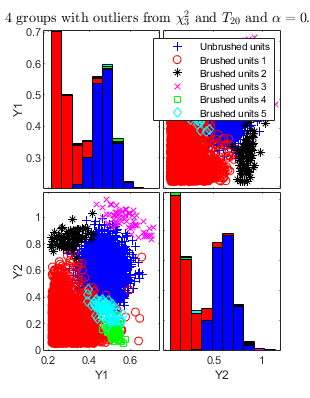 4 groups with outliers from χ₃² and T₂₀ and α = 0.
0.7
0.6
0.5
0.4
0.3
Y1
Unbrushed units
Brushed units 1
Brushed units 2
Brushed units 3
Brushed units 4
Brushed units 5
1
0.8
0.6
0.4
0.2
0
Y2
0.2 0.4 0.6
Y1
0.5 1
Y2